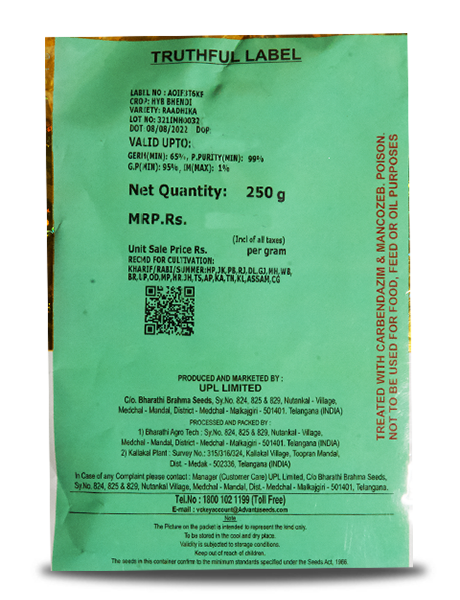 TRUTHFUL LABEL
LABEL NO : AOIF3T6KF
CROP: HYB BHENDI
VARIETY: RAADHIKA
LOT NO: 321IMH0032
DOT: 08/08/2022 DOP:
VALID UPTO:
GERM(MIN): 65%, P.PURITY(MIN): 99%
G.P(MIN): 95%, IM(MAX): 1%
Net Quantity: 250 g
MRP.Rs.
(Incl of all taxes)
Unit Sale Price Rs. per gram
RECMD FOR CULTIVATION:
KHARIF/RABI/SUMMER:HP,JK,PB,RJ,DL,GJ,MH,WB,
BR,UP,OD,MP,HR,JH,TS,AP,KA,TN,KL,ASSAM,CG
PRODUCED AND MARKETED BY :
UPL LIMITED
C/o. Bharathi Brahma Seeds, Sy.No. 824, 825 & 829, Nutankal - Village,
Medchal - Mandal, District - Medchal - Malkajgiri - 501401. Telangana (INDIA)
PROCESSED AND PACKED BY :
1) Bharathi Agro Tech : Sy.No. 824, 825 & 829, Nutankal - Village,
Medchal - Mandal, District - Medchal - Malkajgiri - 501401. Telangana (INDIA)
2) Kallakal Plant : Survey No.: 315/316/324, Kallakal Village, Toopran Mandal,
Dist. - Medak - 502336, Telangana (INDIA)
In Case of any Complaint please contact : Manager (Customer Care) UPL Limited, C/o Bharathi Brahma Seeds,
Sy.No. 824, 825 & 829, Nutankal Village, Medchal - Mandal, Dist.- Medchal - Malkajgiri - 501401, Telangana.
Tel.No : 1800 102 1199 (Toll Free)
E-mail : vokeyaccount@Advantaseeds.com
Note
The Picture on the packet is intended to represent the kind only.
To be stored in the cool and dry place.
Validity is subjected to storage conditions.
Keep out of reach of children.
The seeds in this container confirm to the minimum standards specified under the Seeds Act, 1966.
TREATED WITH CARBENDAZIM & MANCOZEB. POISON.
NOT TO BE USED FOR FOOD, FEED OR OIL PURPOSES